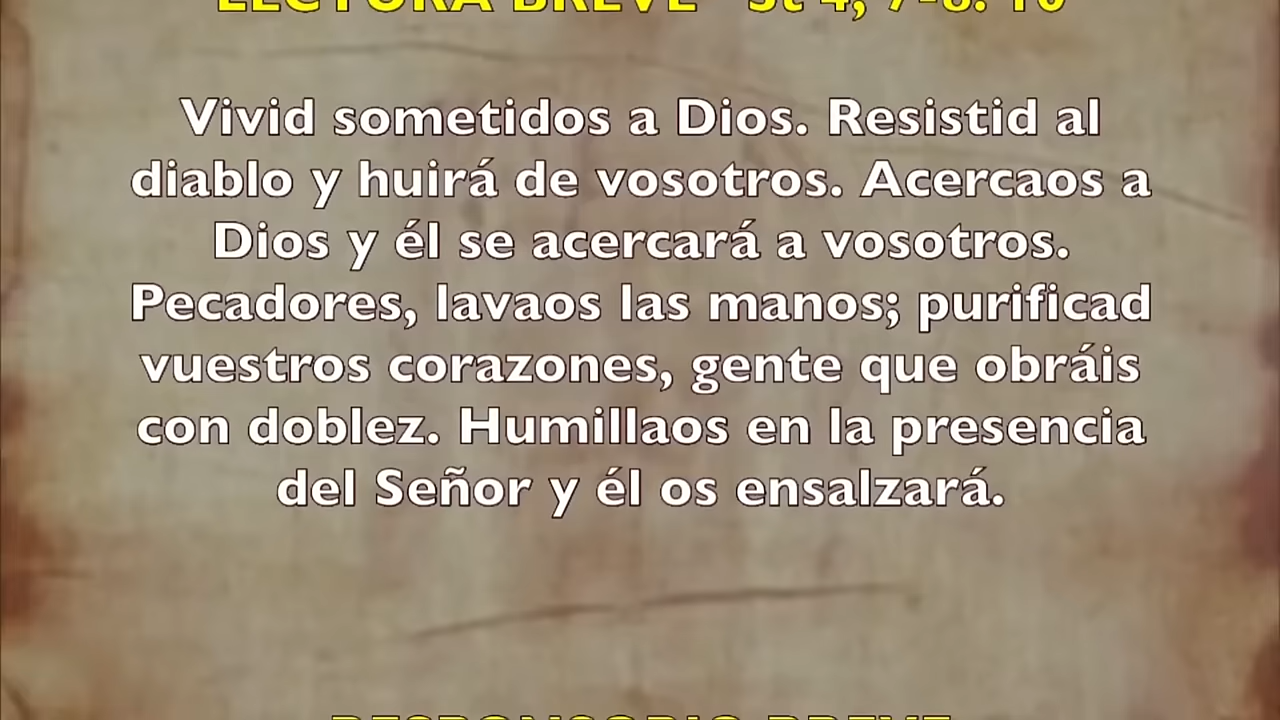 LECTURA BREVE St 4, 7-8. 10
Vivid sometidos a Dios. Resistid al
diablo y huirá de vosotros. Acercaos a
Dios y él se acercará a vosotros.
Pecadores, lavaos las manos; purificad
vuestros corazones, gente que obráis
con doblez. Humillaos en la presencia
del Señor y él os ensalzará.
RESPONSORIO BREVE